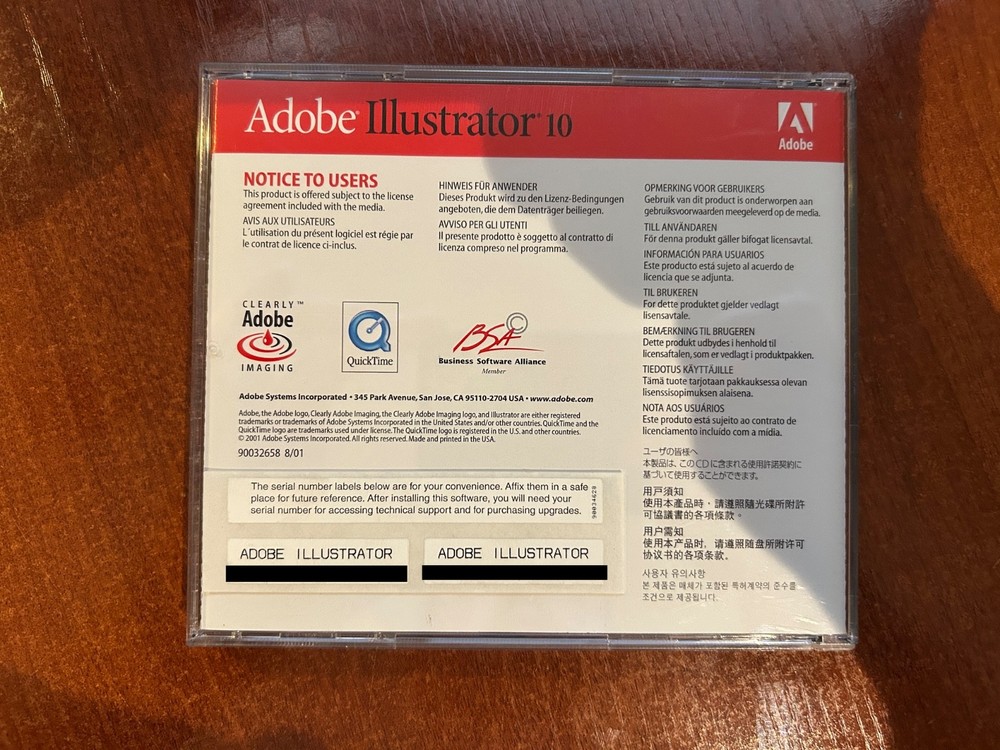 Adobe® Illustrator® 10
Adobe
NOTICE TO USERS
This product is offered subject to the license
agreement included with the media.
AVIS AUX UTILISATEURS
L´utilisation du présent logiciel est régie par
le contrat de licence ci-inclus.
HINWEIS FÜR ANWENDER
Dieses Produkt wird zu den Lizenz-Bedingungen
angeboten, die dem Datenträger beiliegen.
AVVISO PER GLI UTENTI
Il presente prodotto è soggetto al contratto di
licenza compreso nel programma.
OPMERKING VOOR GEBRUIKERS
Gebruik van dit product is onderworpen aan
gebruiksvoorwaarden meegeleverd op de media.
TILL ANVÄNDAREN
För denna produkt gäller bifogat licensavtal.
INFORMACIÓN PARA USUARIOS
Este producto está sujeto al acuerdo de
licencia que se adjunta.
TIL BRUKEREN
For dette produktet gjelder vedlagt
lisensavtale.
BEMÆRKNING TIL BRUGEREN
Dette produkt udbydes i henhold til
licensaftalen, som er vedlagt i produktpakken.
TIEDOTUS KÄYTTÄJILLE
Tämä tuote tarjotaan pakkauksessa olevan
lisenssisopimuksen alaisena.
NOTA AOS USUÁRIOS
Este produto está sujeito ao contrato de
licenciamento incluído com a mídia.
ユーザの皆様へ
本製品は、このCDに含まれる使用許諾契約に
基づいて使用することができます。
用戶須知
使用本產品時，請遵照隨光碟所附許
可協議書的各項條款。
用户需知
使用本产品时，请遵照随盘所附许可
协议书的各项条款。
사용자 유의사항
본 제품은 매체가 포함된 특허계약의 준수를
조건으로 제공됩니다.
CLEARLY™
Adobe
IMAGING
QuickTime
BSA©
Business Software Alliance
Member
Adobe Systems Incorporated • 345 Park Avenue, San Jose, CA 95110-2704 USA • www.adobe.com
Adobe, the Adobe logo, Clearly Adobe Imaging, the Clearly Adobe Imaging logo, and Illustrator are either registered
trademarks or trademarks of Adobe Systems Incorporated in the United States and/or other countries. QuickTime and the
QuickTime logo are trademarks used under license. The QuickTime logo is registered in the U.S. and other countries.
© 2001 Adobe Systems Incorporated. All rights reserved. Made and printed in the USA.
90032658 8/01
The serial number labels below are for your convenience. Affix them in a safe
place for future reference. After installing this software, you will need your
serial number for accessing technical support and for purchasing upgrades.
90034628
ADOBE ILLUSTRATOR
ADOBE ILLUSTRATOR